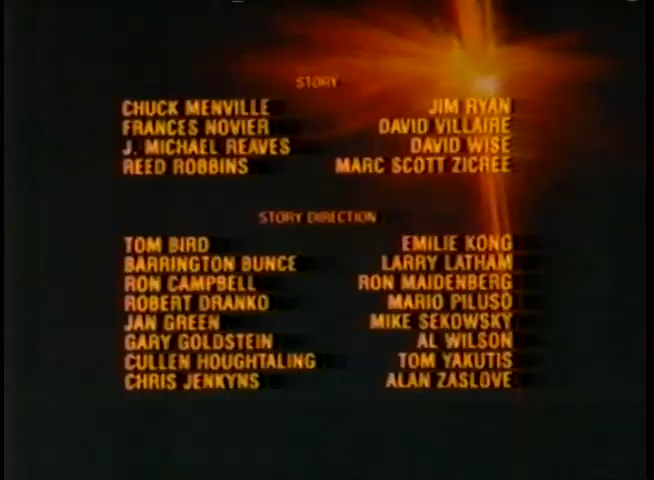 STORY
CHUCK MENVILLE JIM RYAN
FRANCES NOVIER DAVID VILLAIRE
J. MICHAEL REAVES DAVID WISE
REED ROBBINS MARC SCOTT ZICREE
STORY DIRECTION
TOM BIRD EMILIE KONG
BARRINGTON BUNCE LARRY LATHAM
RON CAMPBELL RON MAIDENBERG
ROBERT DRANKO MARIO PILUSO
JAN GREEN MIKE SEKOWSKY
GARY GOLDSTEIN AL WILSON
CULLEN HOUGHTALING TOM YAKUTIS
CHRIS JENKYNS ALAN ZASLOVE